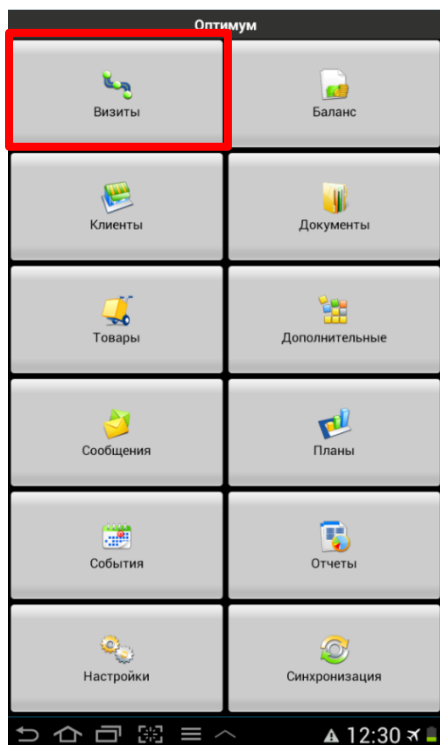 Оптимум
Визиты
Баланс
Клиенты
Документы
Товары
Дополнительные
Сообщения
Планы
События
Отчеты
Настройки
Синхронизация
12:30